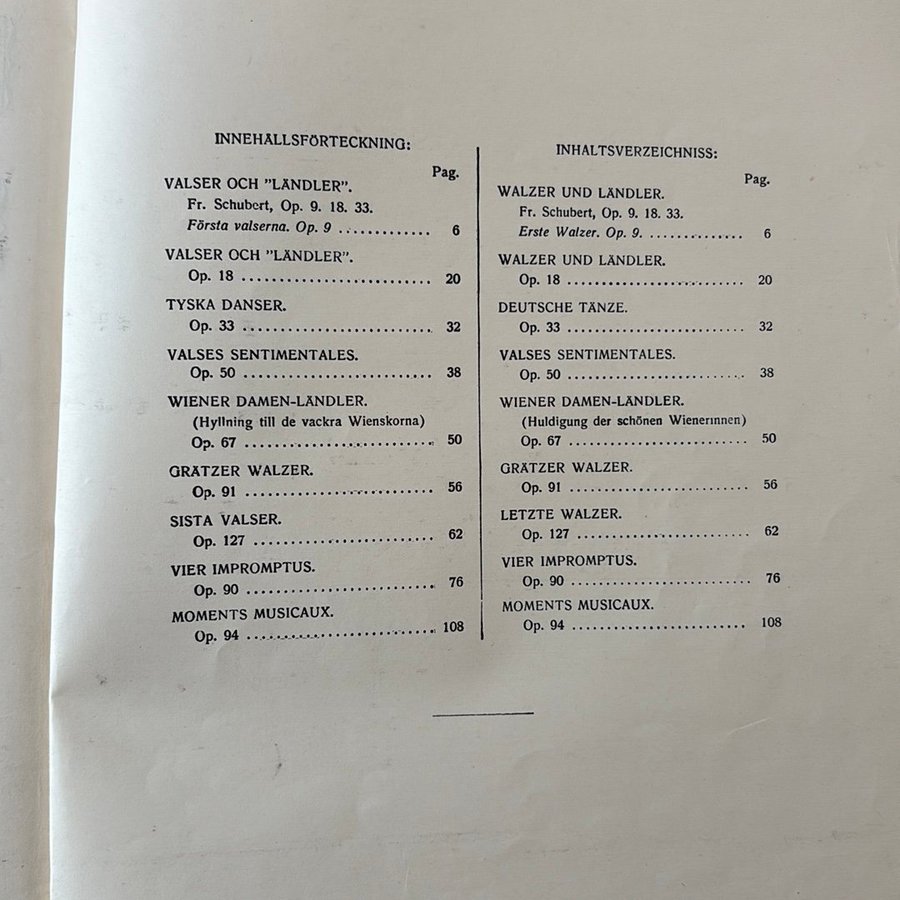 INNEHALLSFÖRTECKNING:
Pag.
VALSER OCH "LÄNDLER".
Fr. Schubert, Op. 9. 18. 33.
Första valserna. Op. 9 ............. 6
VALSER OCH "LÄNDLER".
Op. 18 ............................ 20
TYSKA DANSER.
Op. 33 ............................ 32
VALSES SENTIMENTALES.
Op. 50 ............................ 38
WIENER DAMEN-LÄNDLER.
(Hyllning till de vackra Wienskorna)
Op. 67 ............................ 50
GRÄTZER WALZER.
Op. 91 ............................ 56
SISTA VALSER.
Op. 127 ........................... 62
VIER IMPROMPTUS.
Op. 90 ............................ 76
MOMENTS MUSICAUX.
Op. 94 ............................ 108
INHALTSVERZEICHNISS:
Pag.
WALZER UND LÄNDLER.
Fr. Schubert, Op. 9. 18. 33.
Erste Walzer. Op. 9. .............. 6
WALZER UND LÄNDLER.
Op. 18 ............................ 20
DEUTSCHE TÄNZE.
Op. 33 ............................ 32
VALSES SENTIMENTALES.
Op. 50 ............................ 38
WIENER DAMEN-LÄNDLER.
(Huldigung der schönen Wienerinnen)
Op. 67 ............................ 50
GRÄTZER WALZER.
Op. 91 ............................ 56
LETZTE WALZER.
Op. 127 ........................... 62
VIER IMPROMPTUS.
Op. 90 ............................ 76
MOMENTS MUSICAUX.
Op. 94 ............................ 108